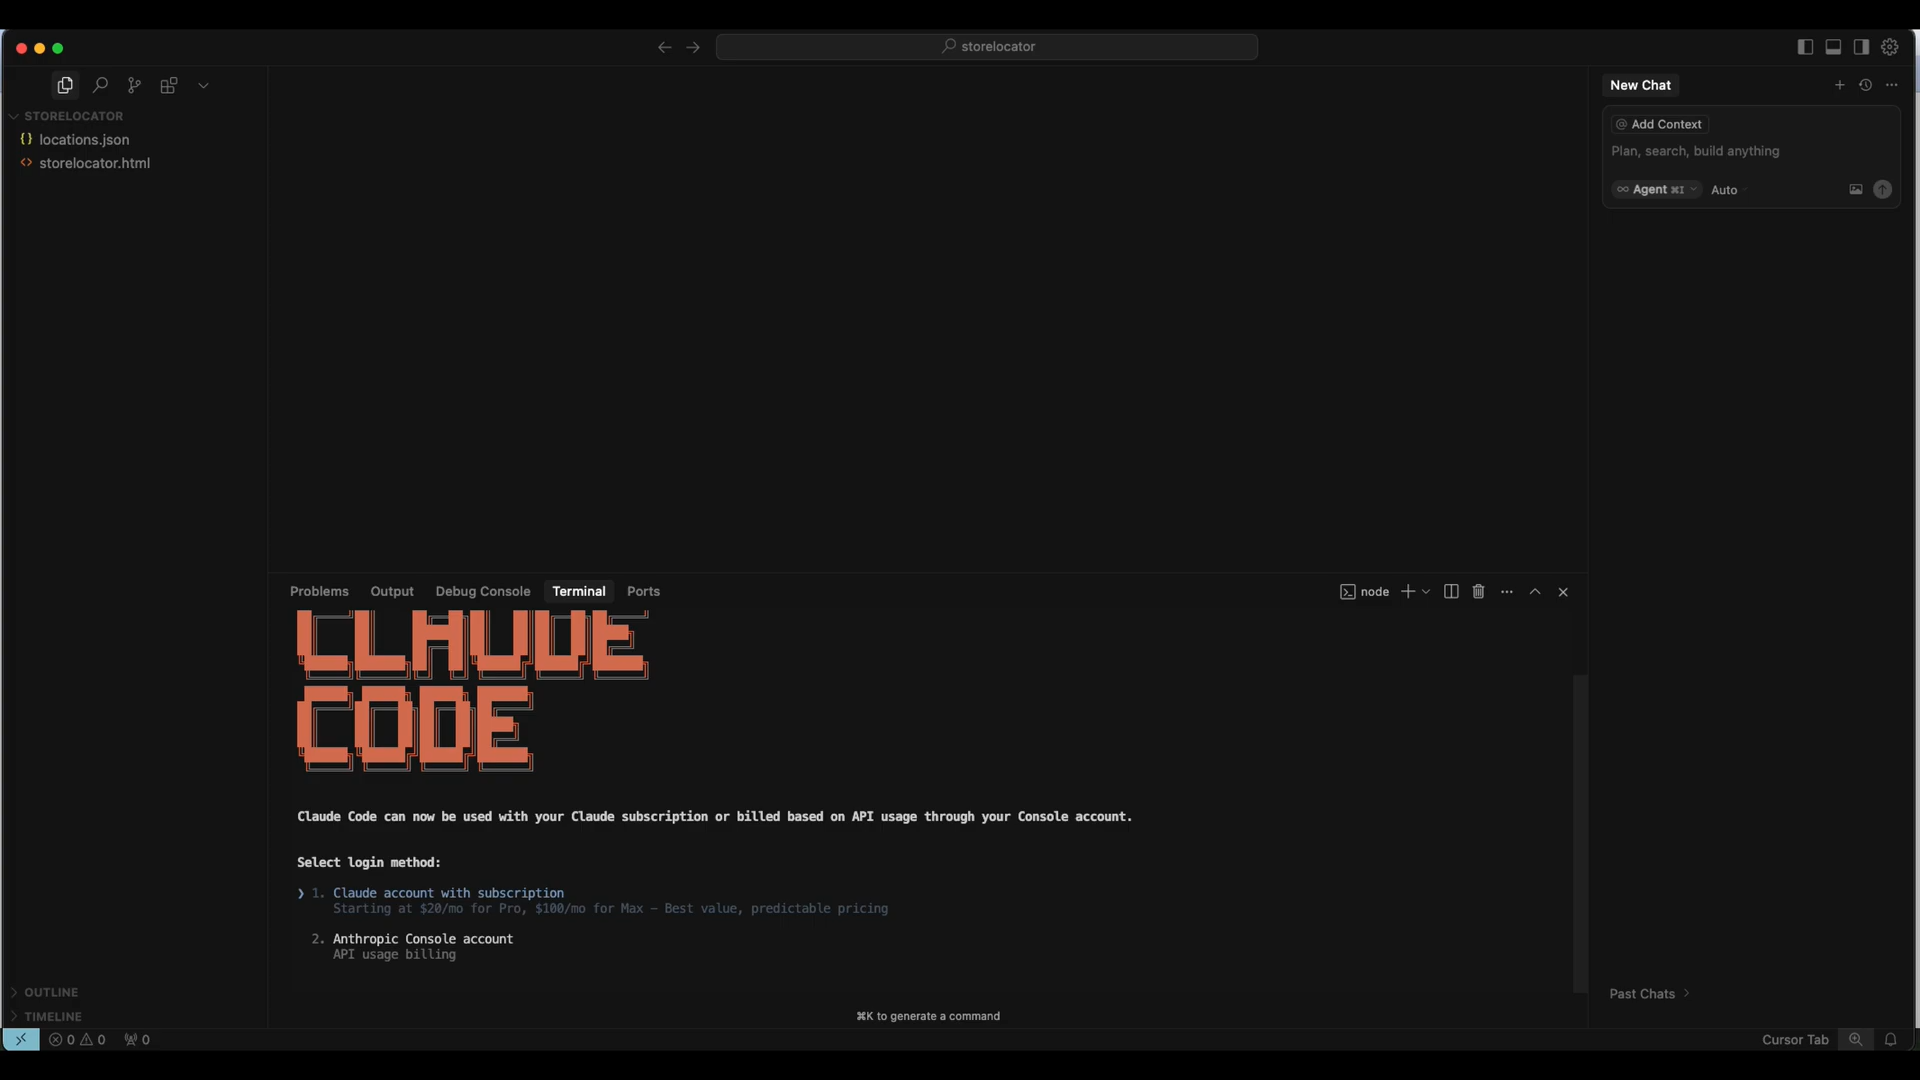 storelocator
New Chat
STORELOCATOR
locations.json
storelocator.html
@ Add Context
Plan, search, build anything
Agent ⌘I
Auto
Problems
Output
Debug Console
Terminal
Ports
node
CLAUDE
CODE
Claude Code can now be used with your Claude subscription or billed based on API usage through your Console account.
Select login method:
❯ 1. Claude account with subscription
Starting at $20/mo for Pro, $100/mo for Max – Best value, predictable pricing
2. Anthropic Console account
API usage billing
OUTLINE
TIMELINE
Past Chats
⌘K to generate a command
0
0
0
Cursor Tab